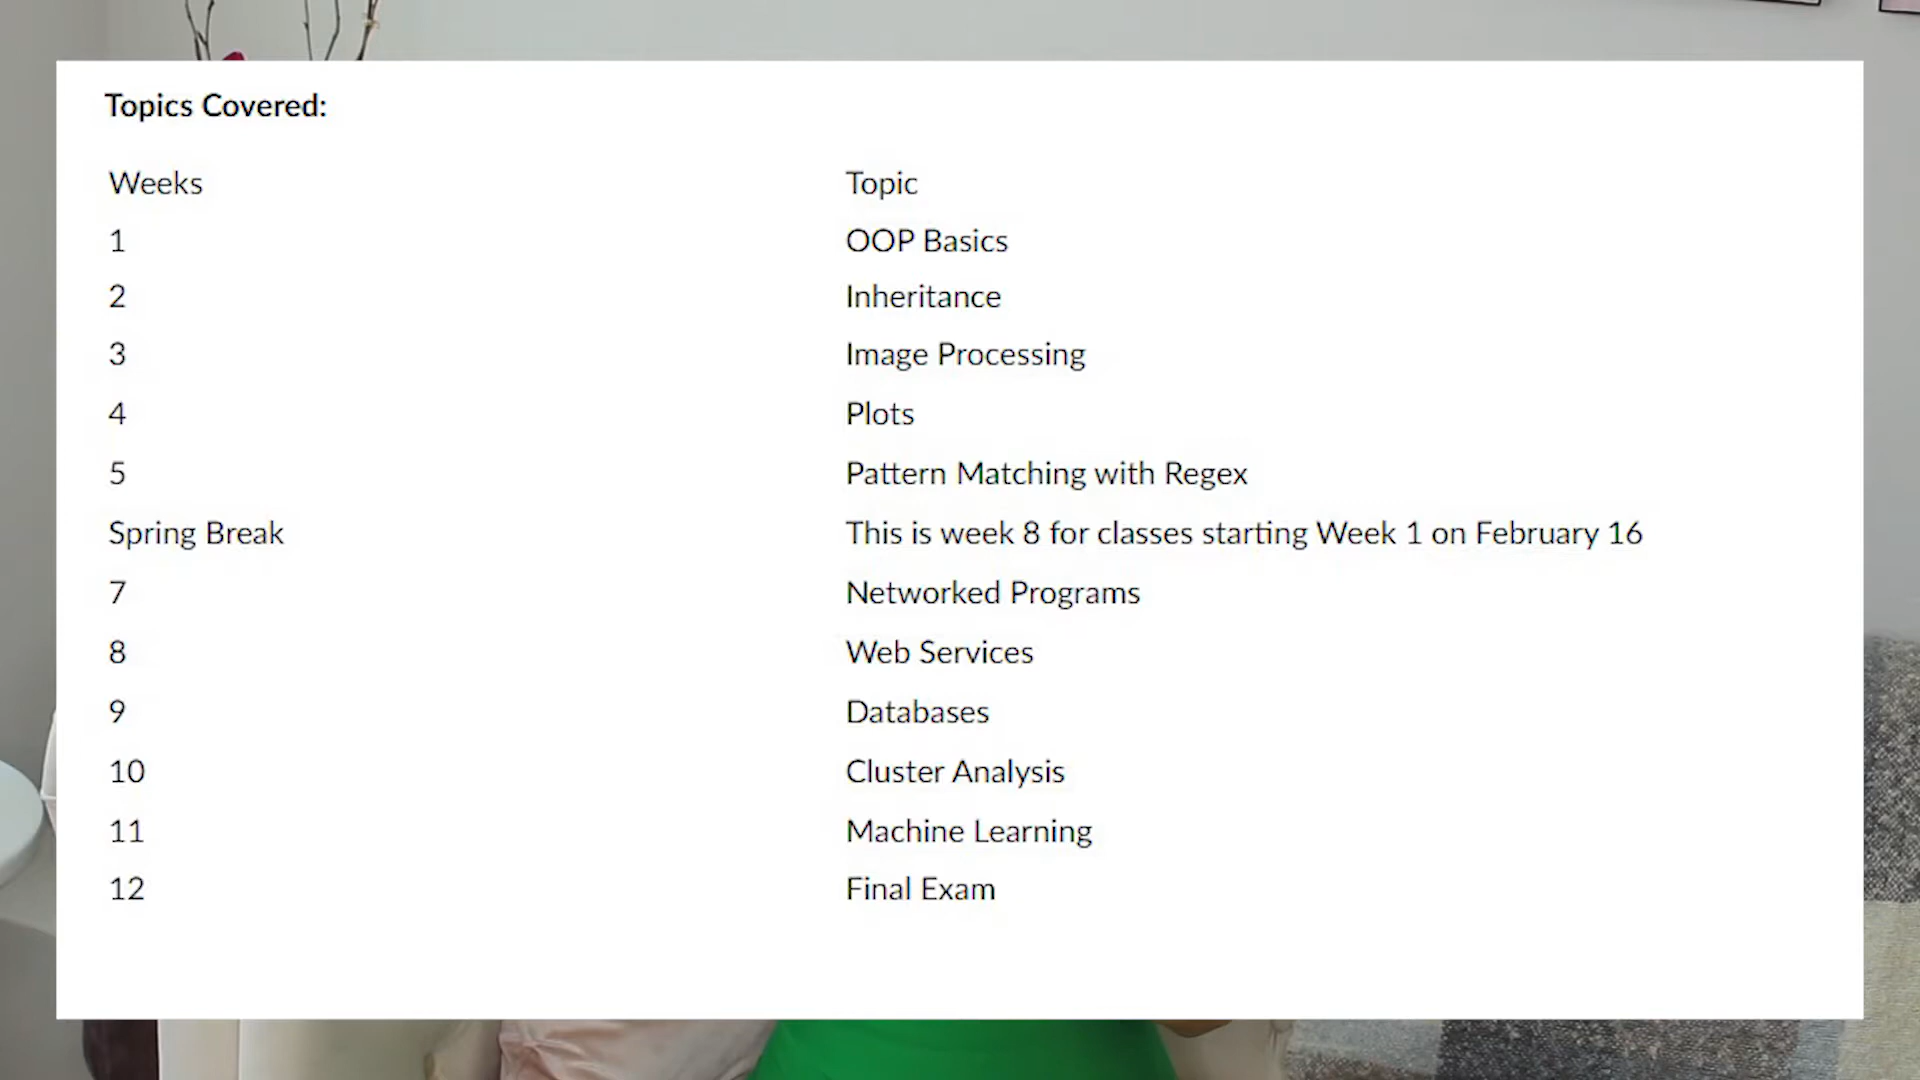 Topics Covered:
Weeks Topic
1 OOP Basics
2 Inheritance
3 Image Processing
4 Plots
5 Pattern Matching with Regex
Spring Break This is week 8 for classes starting Week 1 on February 16
7 Networked Programs
8 Web Services
9 Databases
10 Cluster Analysis
11 Machine Learning
12 Final Exam